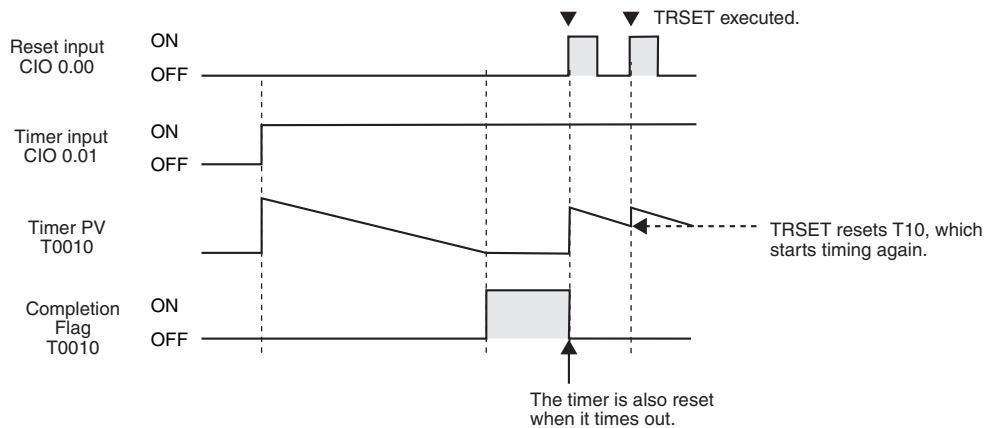 TRSET executed.
Reset input
CIO 0.00
ON
OFF
Timer input
CIO 0.01
ON
OFF
Timer PV
T0010
TRSET resets T10, which
starts timing again.
Completion
Flag
T0010
ON
OFF
The timer is also reset
when it times out.